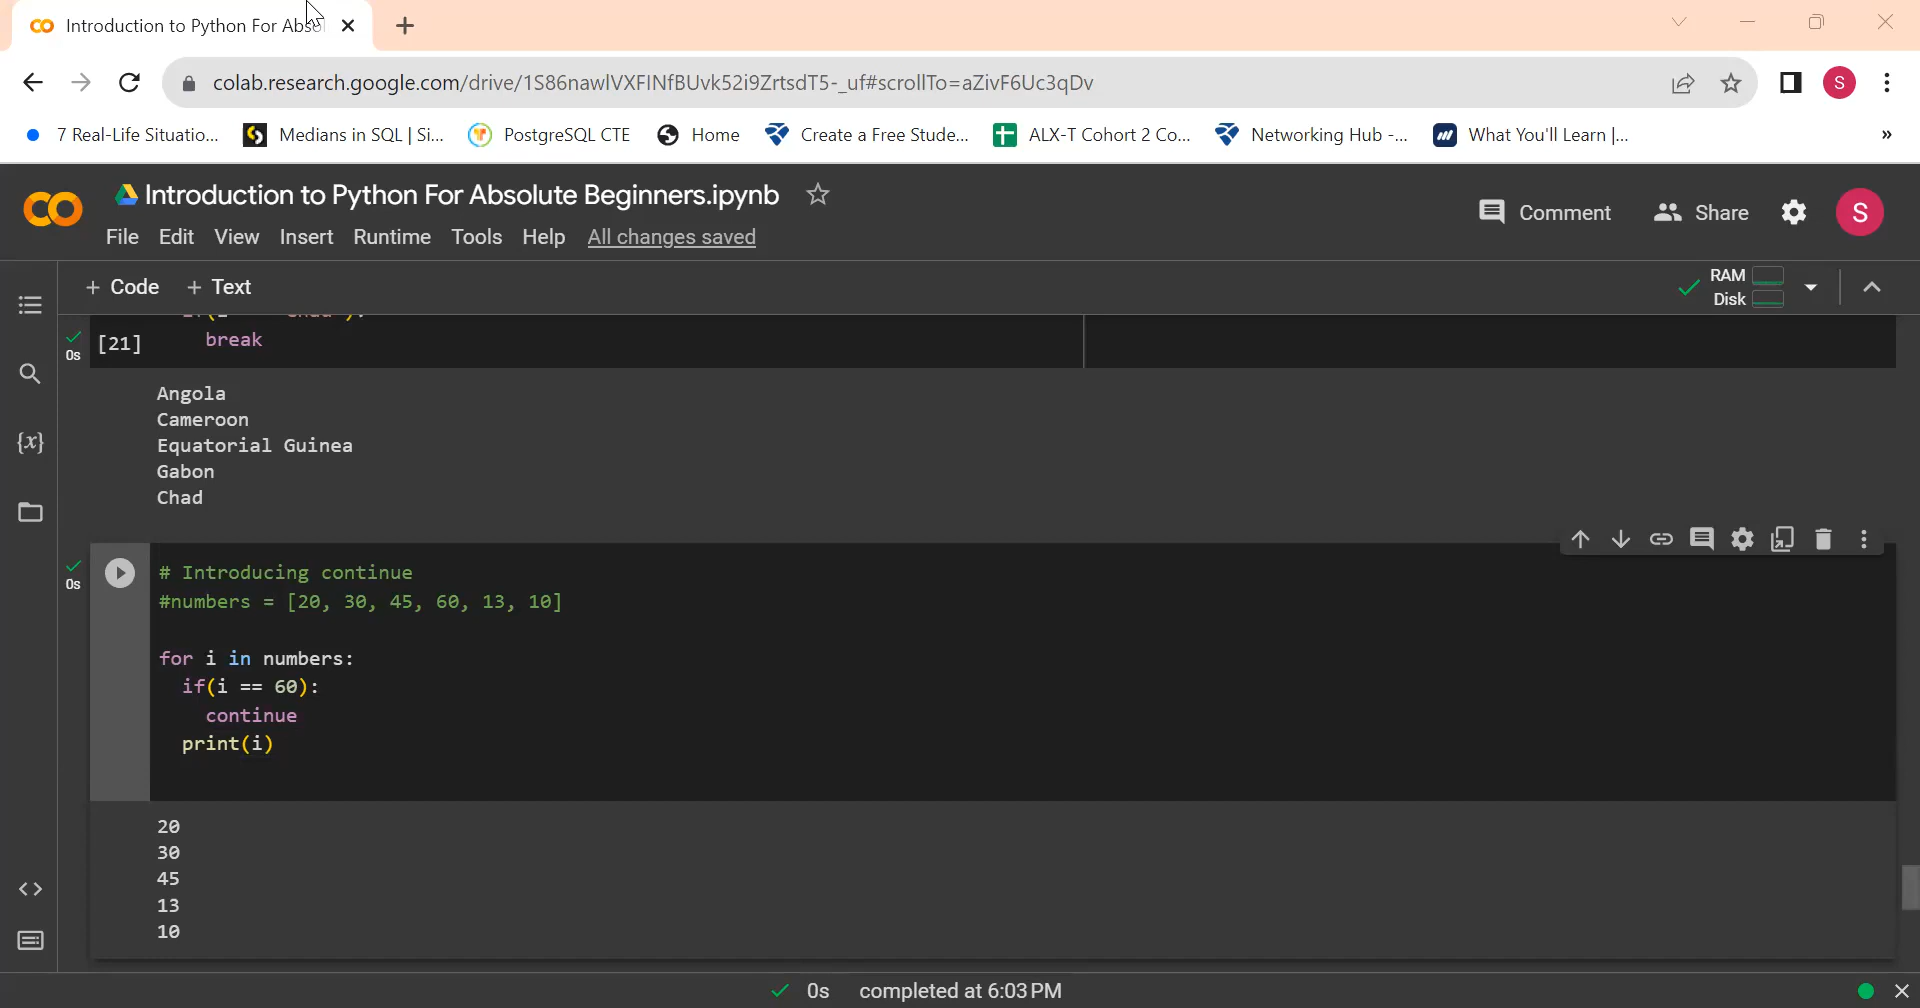 Introduction to Python For Abso
colab.research.google.com/drive/1S86nawlVXFINfBUvk52i9ZrtsdT5-_uf#scrollTo=aZivF6Uc3qDv
S
7 Real-Life Situatio...
Medians in SQL | Si...
PostgreSQL CTE
Home
Create a Free Stude...
ALX-T Cohort 2 Co...
Networking Hub -...
What You'll Learn |...
»
Introduction to Python For Absolute Beginners.ipynb
Comment
Share
S
File Edit View Insert Runtime Tools Help All changes saved
+ Code + Text
RAM
Disk
[21]
0s
break
Angola
Cameroon
Equatorial Guinea
Gabon
Chad
{x}
0s
# Introducing continue
#numbers = [20, 30, 45, 60, 13, 10]
for i in numbers:
if(i == 60):
continue
print(i)
20
30
45
13
10
0s completed at 6:03 PM